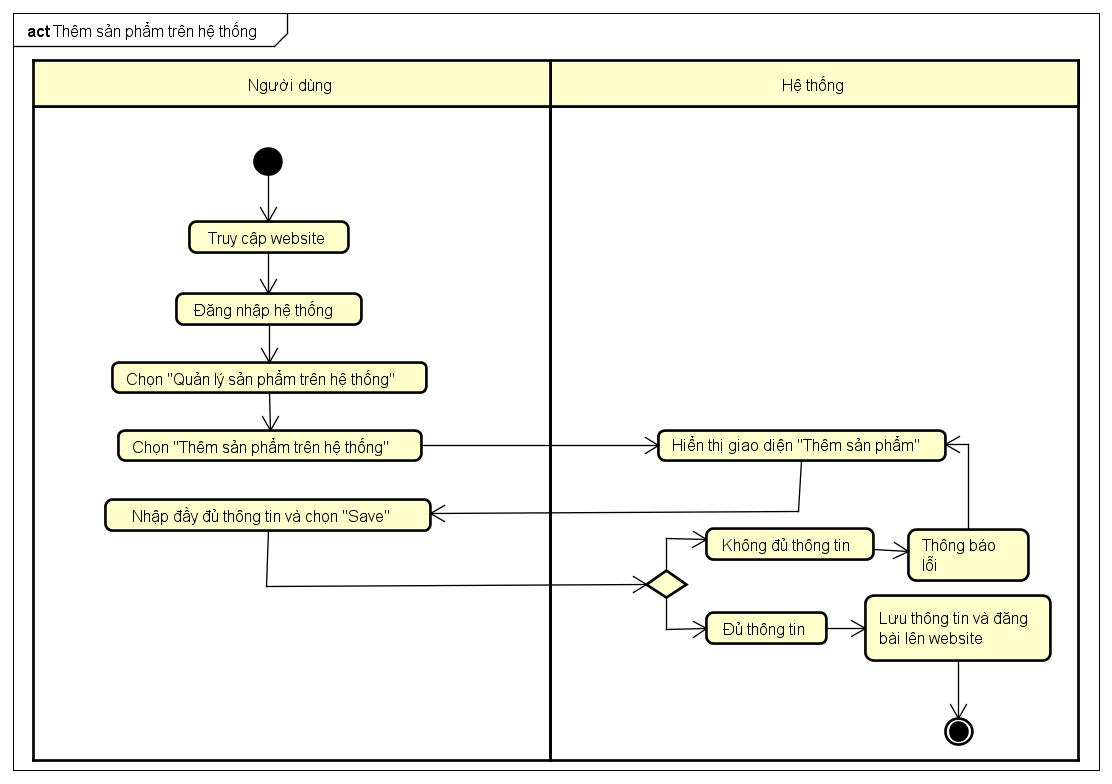 act Thêm sản phẩm trên hệ thống
Người dùng
Hệ thống
Truy cập website
Đăng nhập hệ thống
Chọn "Quản lý sản phẩm trên hệ thống"
Chọn "Thêm sản phẩm trên hệ thống"
Hiển thị giao diện "Thêm sản phẩm"
Nhập đầy đủ thông tin và chọn "Save"
Không đủ thông tin
Thông báo
lỗi
Đủ thông tin
Lưu thông tin và đăng
bài lên website